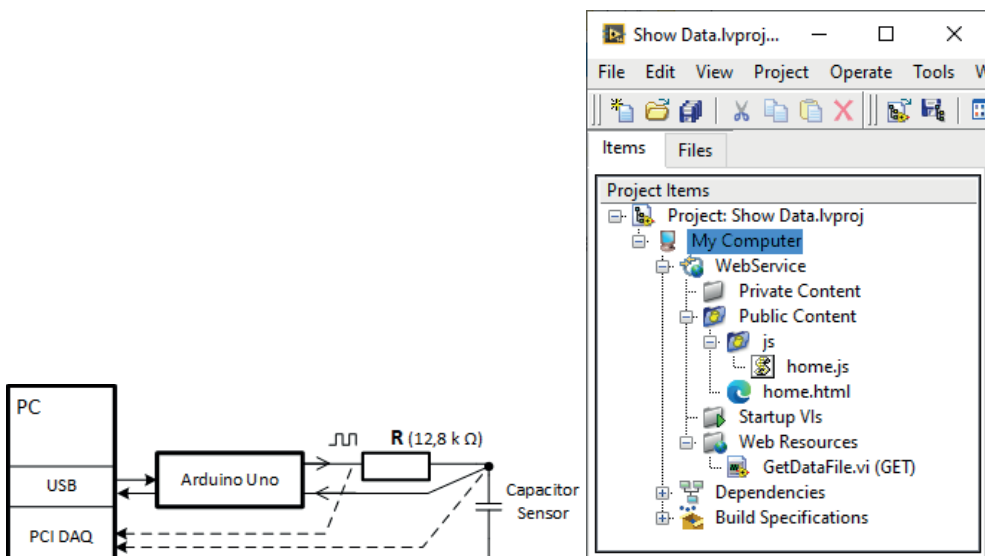 Show Data.lvproj...
File Edit View Project Operate Tools W
Items Files
Project Items
Project: Show Data.lvproj
My Computer
WebService
Private Content
Public Content
js
home.js
home.html
Startup VIs
Web Resources
GetDataFile.vi (GET)
Dependencies
Build Specifications
PC
USB
PCI DAQ
Arduino Uno
R (12,8 k Ω)
Capacitor
Sensor